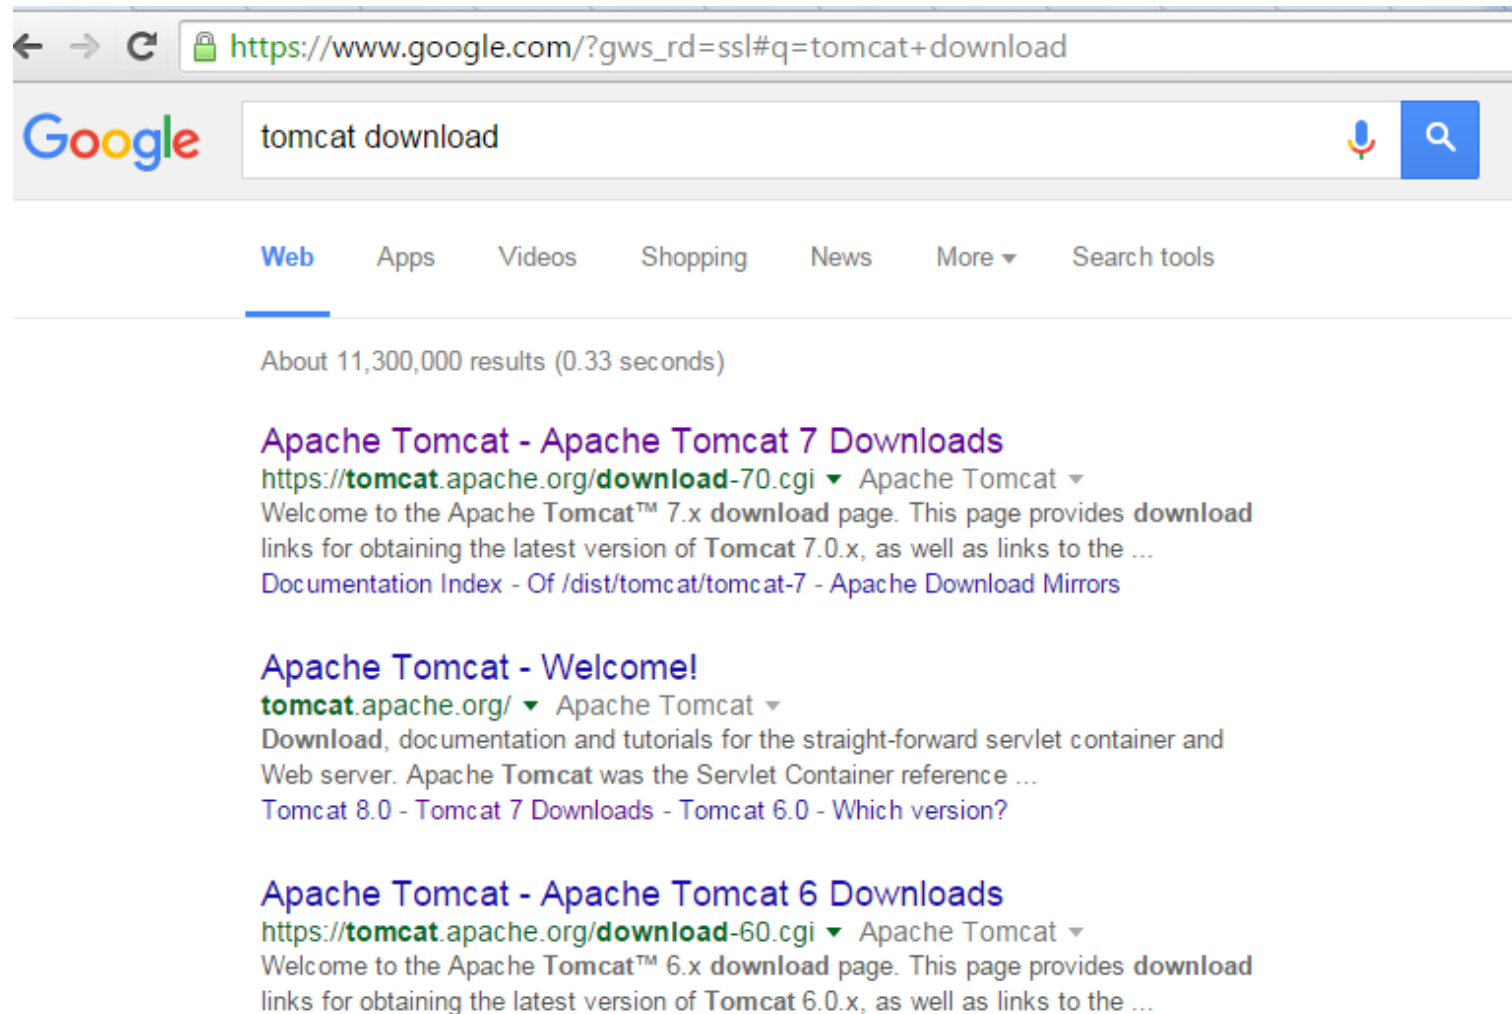 https://www.google.com/?gws_rd=ssl#q=tomcat+download
Google tomcat download
Web Apps Videos Shopping News More Search tools
About 11,300,000 results (0.33 seconds)
Apache Tomcat - Apache Tomcat 7 Downloads
https://tomcat.apache.org/download-70.cgi Apache Tomcat
Welcome to the Apache Tomcat™ 7.x download page. This page provides download
links for obtaining the latest version of Tomcat 7.0.x, as well as links to the ...
Documentation Index - Of /dist/tomcat/tomcat-7 - Apache Download Mirrors
Apache Tomcat - Welcome!
tomcat.apache.org/ Apache Tomcat
Download, documentation and tutorials for the straight-forward servlet container and
Web server. Apache Tomcat was the Servlet Container reference ...
Tomcat 8.0 - Tomcat 7 Downloads - Tomcat 6.0 - Which version?
Apache Tomcat - Apache Tomcat 6 Downloads
https://tomcat.apache.org/download-60.cgi Apache Tomcat
Welcome to the Apache Tomcat™ 6.x download page. This page provides download
links for obtaining the latest version of Tomcat 6.0.x, as well as links to the ...